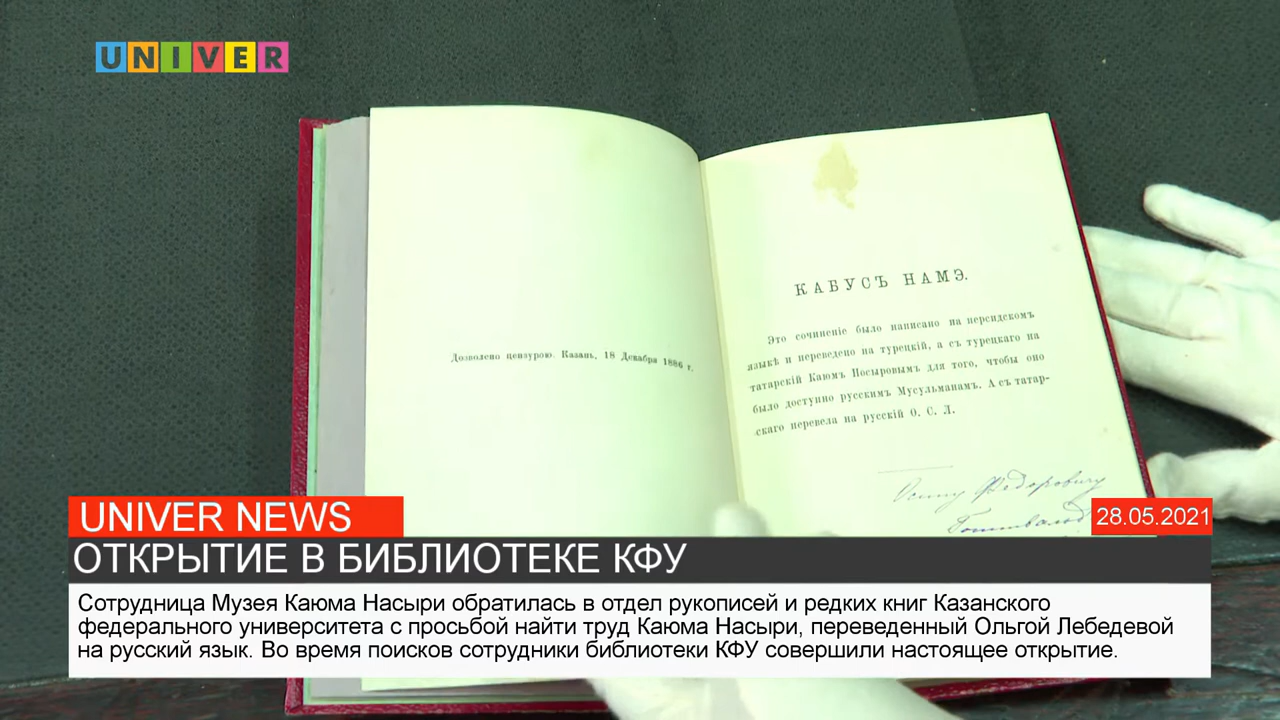 UNIVER
Дозволено цензурою. Казань, 18 Декабря 1886 г.
КАБУСЪ НАМЭ.
Это сочиненіе было написано на персидскомъ
языкѣ и переведено на турецкій, а съ турецкаго на
татарскій Каюмъ Носыровымъ для того, чтобы оно
было доступно русскимъ Мусульманамъ. А съ татар-
скаго перевела на русскій О. С. Л.
Осипу Федоровичу
Готвальд
UNIVER NEWS
28.05.2021
ОТКРЫТИЕ В БИБЛИОТЕКЕ КФУ
Сотрудница Музея Каюма Насыри обратилась в отдел рукописей и редких книг Казанского
федерального университета с просьбой найти труд Каюма Насыри, переведенный Ольгой Лебедевой
на русский язык. Во время поисков сотрудники библиотеки КФУ совершили настоящее открытие.